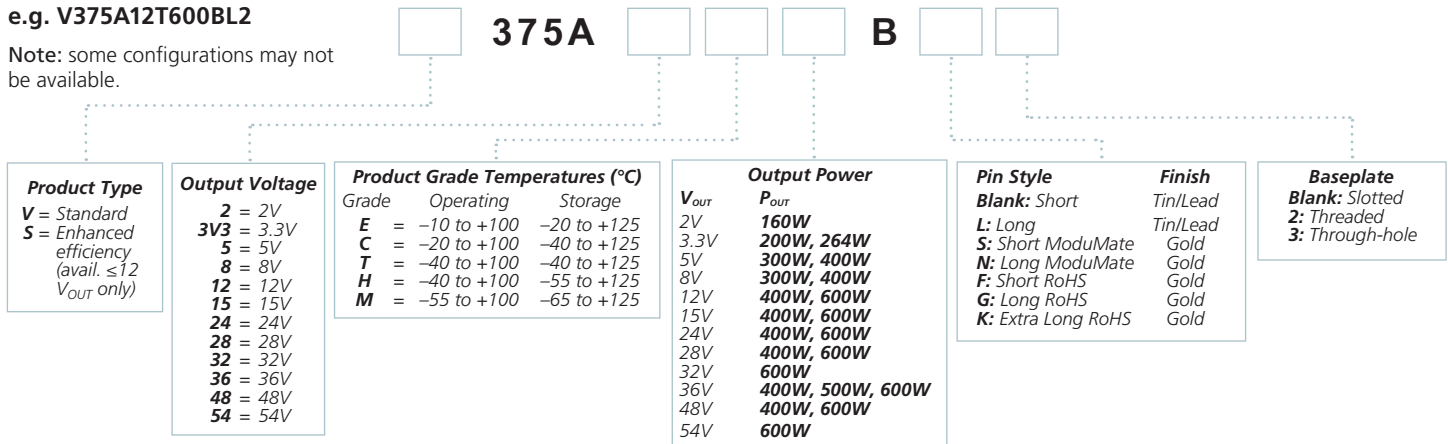 e.g. V375A12T600BL2
Note: some configurations may not
be available.
375A B
Product Type
V = Standard
S = Enhanced
efficiency
(avail. ≤12
VOUT only)
Output Voltage
2 = 2V
3V3 = 3.3V
5 = 5V
8 = 8V
12 = 12V
15 = 15V
24 = 24V
28 = 28V
32 = 32V
36 = 36V
48 = 48V
54 = 54V
Product Grade Temperatures (°C)
Grade Operating Storage
E = –10 to +100 –20 to +125
C = –20 to +100 –40 to +125
T = –40 to +100 –40 to +125
H = –40 to +100 –55 to +125
M = –55 to +100 –65 to +125
Output Power
VOUT POUT
2V 160W
3.3V 200W, 264W
5V 300W, 400W
8V 300W, 400W
12V 400W, 600W
15V 400W, 600W
24V 400W, 600W
28V 400W, 600W
32V 600W
36V 400W, 500W, 600W
48V 400W, 600W
54V 600W
Pin Style Finish
Blank: Short Tin/Lead
L: Long Tin/Lead
S: Short ModuMate Gold
N: Long ModuMate Gold
F: Short RoHS Gold
G: Long RoHS Gold
K: Extra Long RoHS Gold
Baseplate
Blank: Slotted
2: Threaded
3: Through-hole